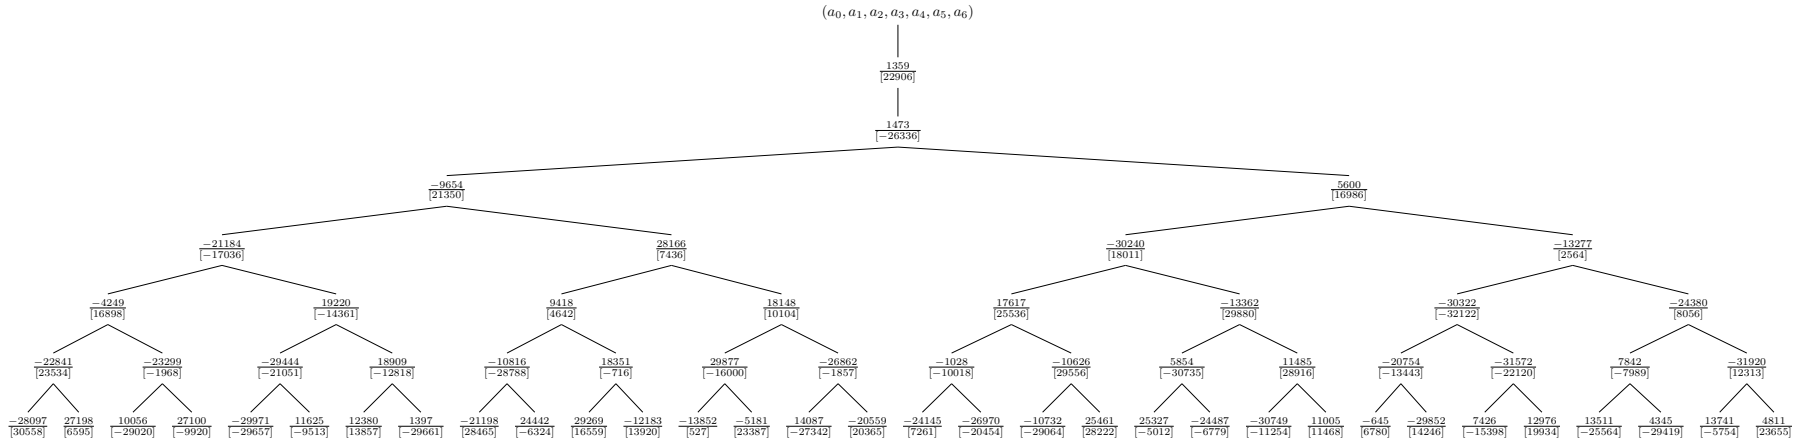 (a_0, a_1, a_2, a_3, a_4, a_5, a_6)
1359
[22906]
1473
[−26336]
−9654 5600
[21350] [16986]
−21184 28166 −30240 −13277
[−17036] [7436] [18011] [2564]
−4249 19220 9418 18148 17617 −13362 −30322 −24380
[16898] [−14361] [4642] [10104] [25536] [29880] [−32122] [8056]
−22841 −23299 −29444 18909 −10816 18351 29877 −26862 −1028 −10626 5854 11485 −20754 −31572 7842 −31920
[23534] [−1968] [−21051] [−12818] [−28788] [−716] [−16000] [−1857] [−10018] [29556] [−30735] [28916] [−13443] [−22120] [−7989] [12313]
−28097 27198 10056 27100 −29971 11625 12380 1397 −21198 24442 29269 −12183 −13852 −5181 14087 −20559 −24145 −26970 −10732 25461 25327 −24487 −30749 11005 −645 −29852 7426 12976 13511 4345 13741 4811
[30558] [6595] [−29020] [−9920] [−29657] [−9513] [13857] [−29661] [28465] [−6324] [16559] [13920] [527] [23387] [−27342] [20365] [7261] [−20454] [−29064] [28222] [−5012] [−6779] [−11254] [11468] [6780] [14246] [−15398] [19934] [−25564] [−29419] [−5754] [23655]